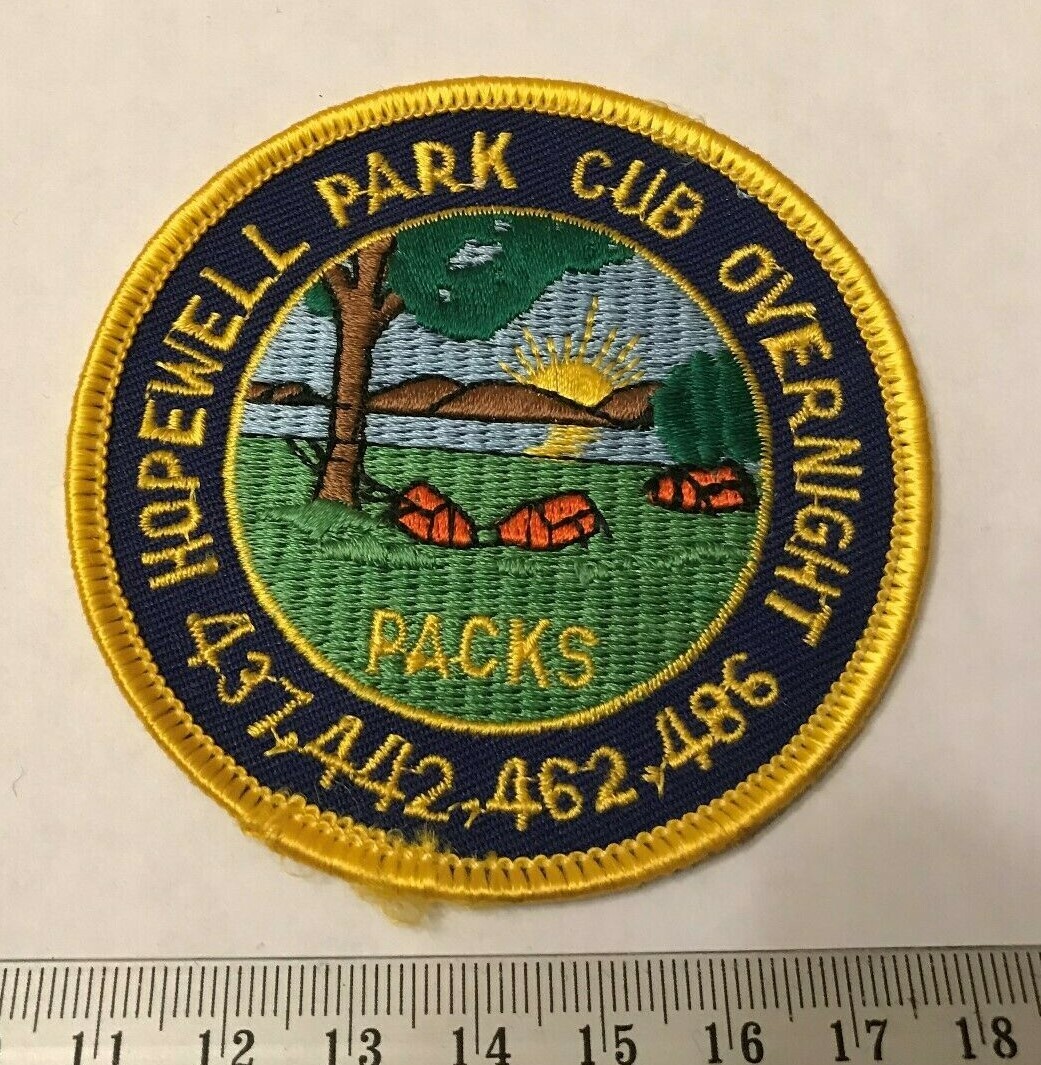 HOPEWELL PARK CUB OVERNIGHT
PACKS
437, 442, 462, 486
11 12 13 14 15 16 17 18